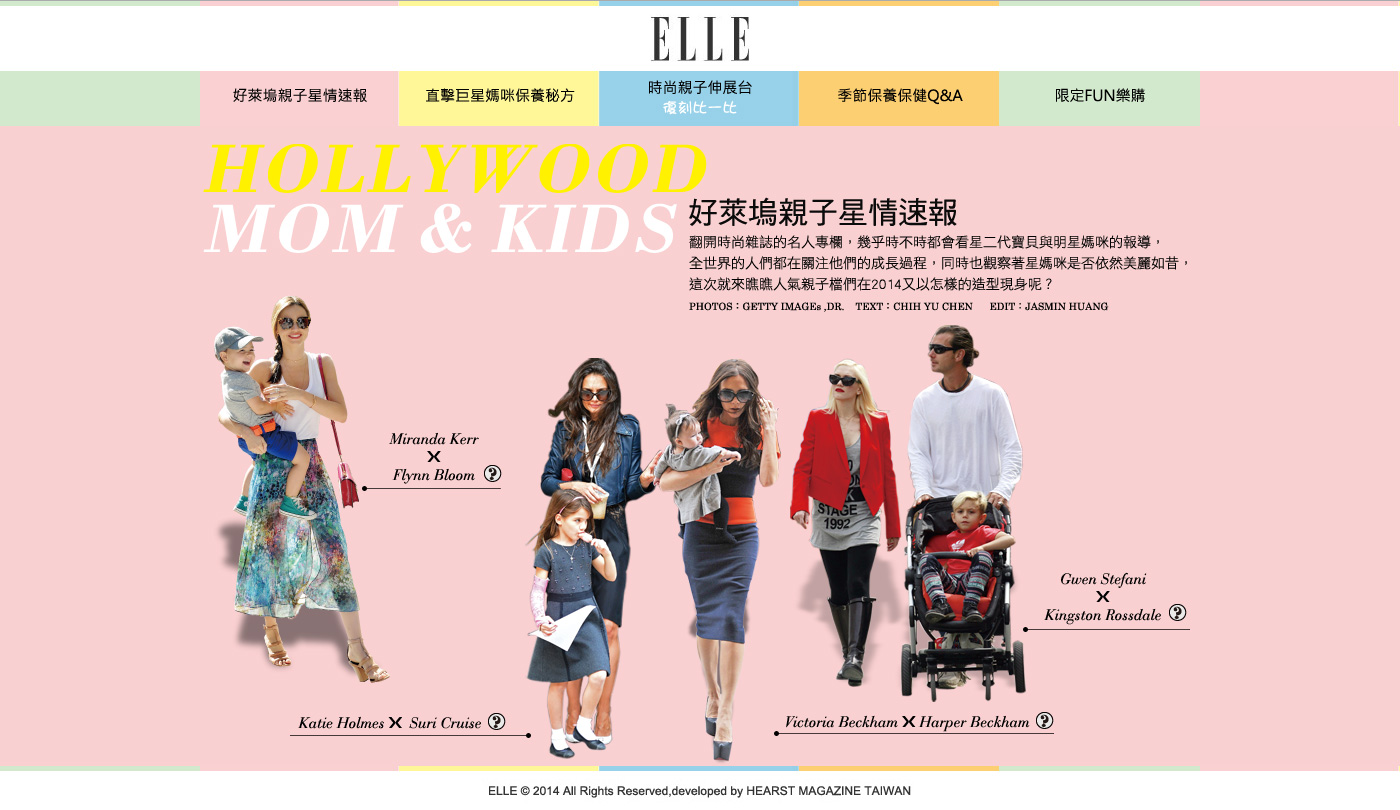 ELLE
好萊塢親子星情速報
直擊巨星媽咪保養秘方
時尚親子伸展台
復刻比一比
季節保養保健Q&A
限定FUN樂購
HOLLYWOOD
MOM & KIDS
好萊塢親子星情速報
翻開時尚雜誌的名人專欄，幾乎時不時都會看星二代寶貝與明星媽咪的報導，
全世界的人們都在關注他們的成長過程，同時也觀察著星媽咪是否依然美麗如昔，
這次就來瞧瞧人氣親子檔們在2014又以怎樣的造型現身呢？
PHOTOS：GETTY IMAGEs ,DR. TEXT：CHIH YU CHEN EDIT：JASMIN HUANG
Miranda Kerr
X
Flynn Bloom ?
STAGE
1992
Gwen Stefani
X
Kingston Rossdale ?
Katie Holmes X Suri Cruise ?
Victoria Beckham X Harper Beckham ?
ELLE © 2014 All Rights Reserved,developed by HEARST MAGAZINE TAIWAN